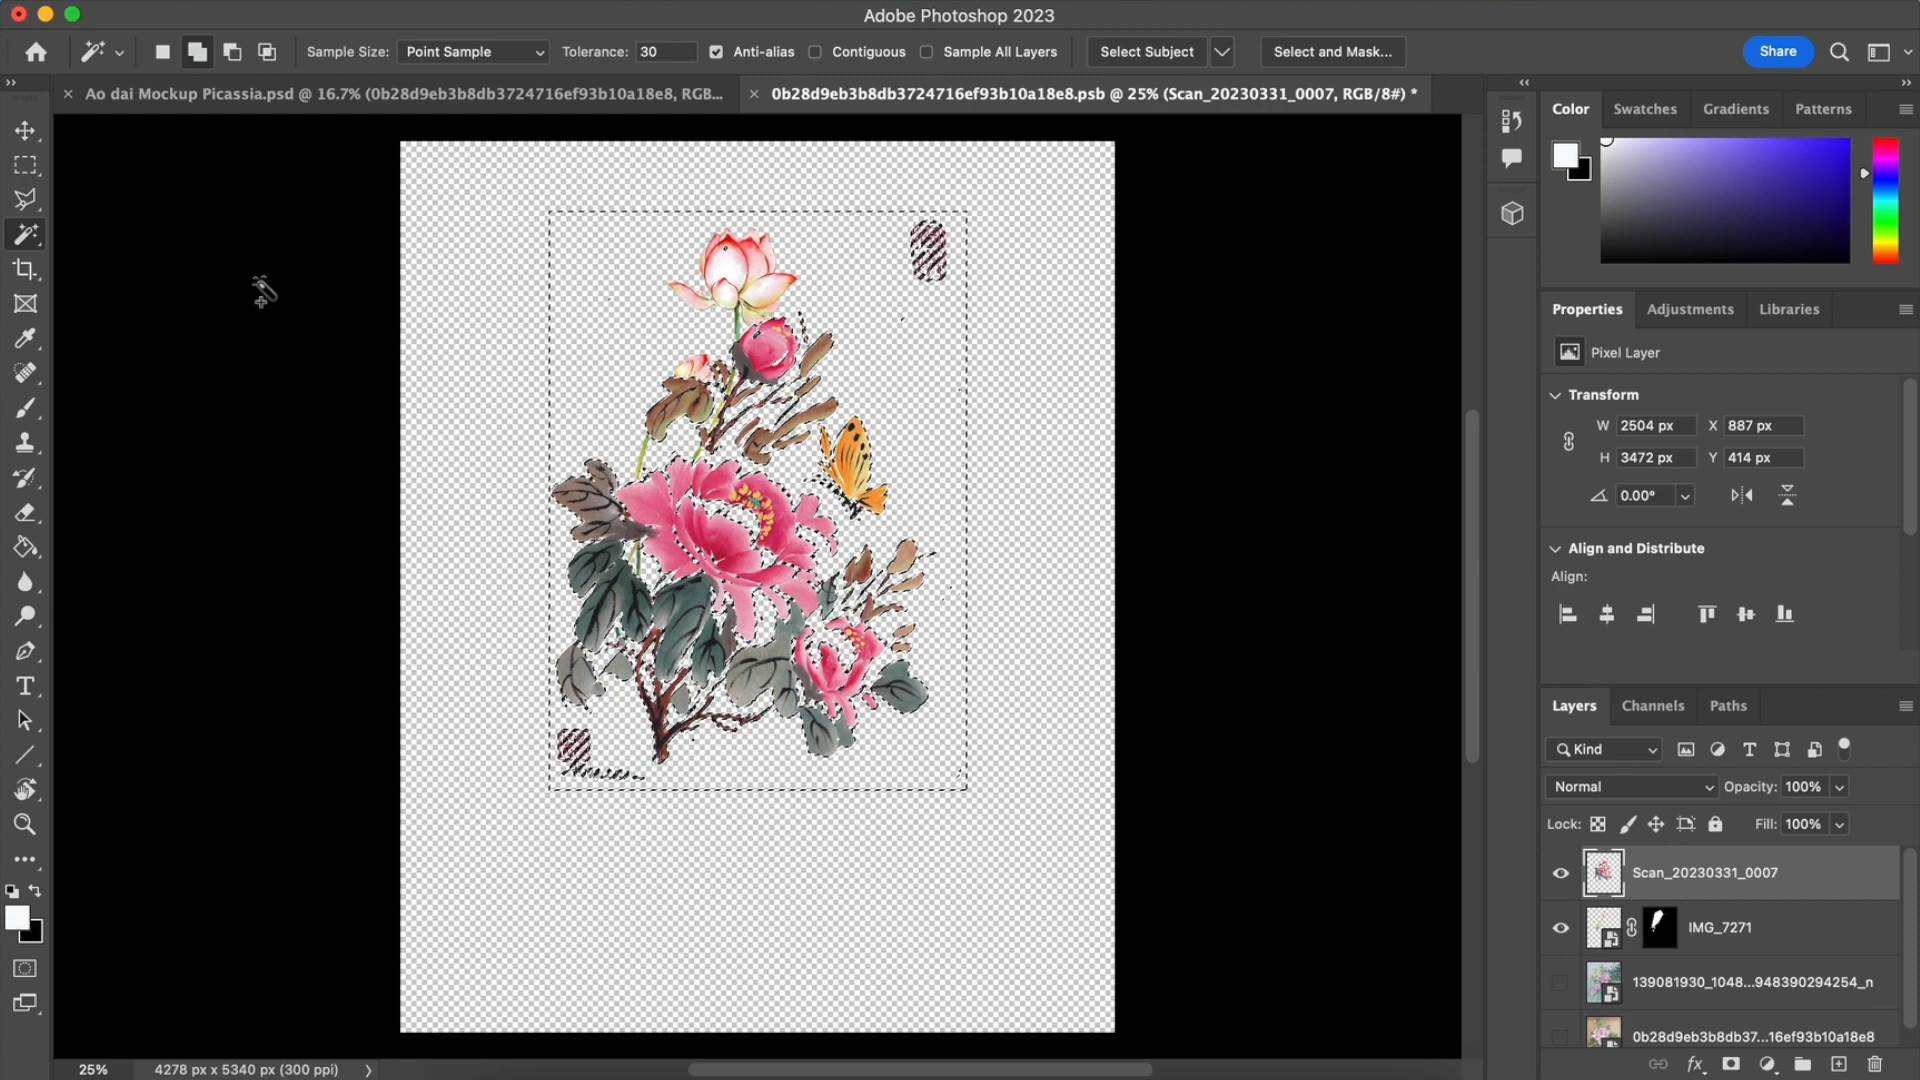 Adobe Photoshop 2023
Sample Size: Point Sample Tolerance: 30 Anti-alias Contiguous Sample All Layers Select Subject Select and Mask... Share
Ao dai Mockup Picassia.psd @ 16.7% (0b28d9eb3b8db3724716ef93b10a18e8, RGB... 0b28d9eb3b8db3724716ef93b10a18e8.psb @ 25% (Scan_20230331_0007, RGB/8#) *
Color Swatches Gradients Patterns
Properties Adjustments Libraries
Pixel Layer
Transform
W 2504 px X 887 px
H 3472 px Y 414 px
0.00°
Align and Distribute
Align:
Layers Channels Paths
Kind
Normal Opacity: 100%
Lock: Fill: 100%
Scan_20230331_0007
IMG_7271
139081930_1048...948390294254_n
0b28d9eb3b8db37...16ef93b10a18e8
25% 4278 px x 5340 px (300 ppi)